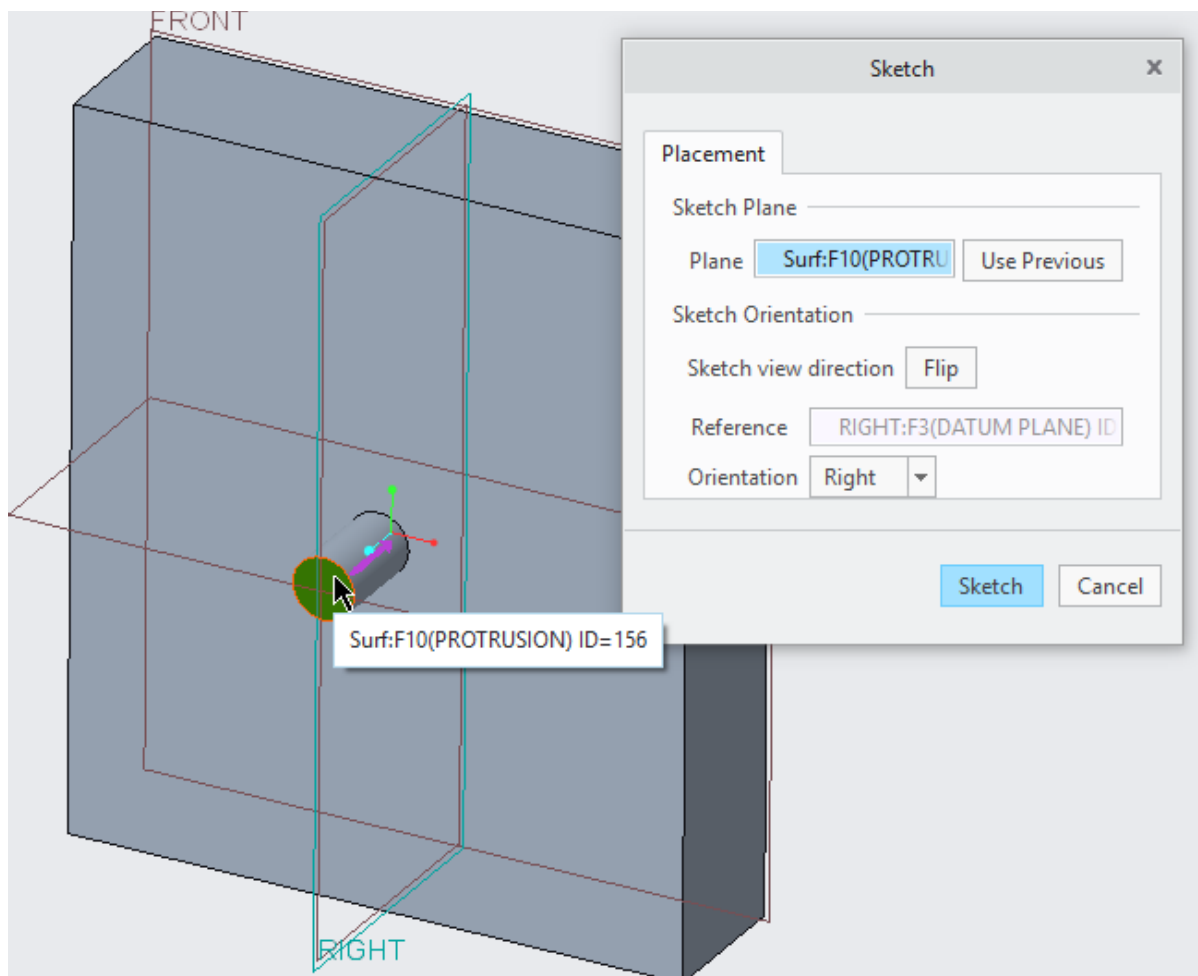 FRONT
Sketch
Placement
Sketch Plane
Plane Surf:F10(PROTRU Use Previous
Sketch Orientation
Sketch view direction Flip
Reference RIGHT:F3(DATUM PLANE) ID
Orientation Right
Sketch Cancel
Surf:F10(PROTRUSION) ID=156
RIGHT